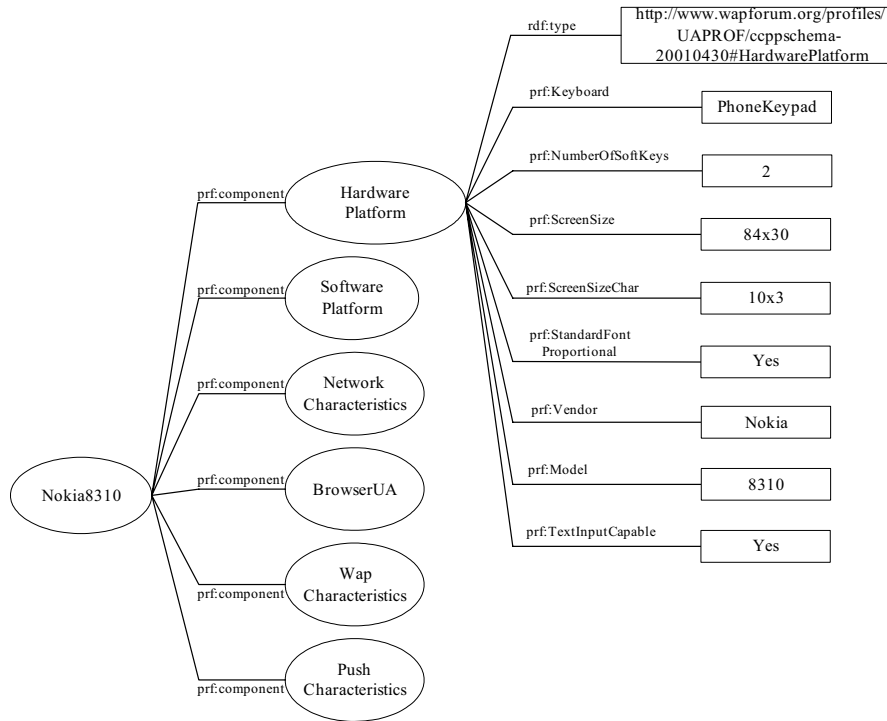 rdf:type
http://www.wapforum.org/profiles/
UAPROF/ccppschema-
20010430#HardwarePlatform
prf:Keyboard
PhoneKeypad
prf:NumberOfSoftKeys
2
prf:component
Hardware
Platform
prf:ScreenSize
84x30
prf:ScreenSizeChar
10x3
prf:component
Software
Platform
prf:StandardFont
Proportional
Yes
prf:component
Network
Characteristics
prf:Vendor
Nokia
prf:component
BrowserUA
prf:Model
8310
Nokia8310
prf:TextInputCapable
Yes
Wap
Characteristics
prf:component
Push
Characteristics
prf:component